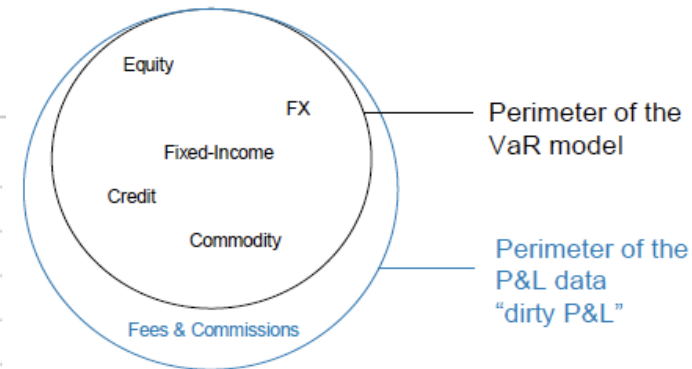 Equity
FX
Fixed-Income
Credit
Commodity
Fees & Commissions
Perimeter of the
VaR model
Perimeter of the
P&L data
“dirty P&L”